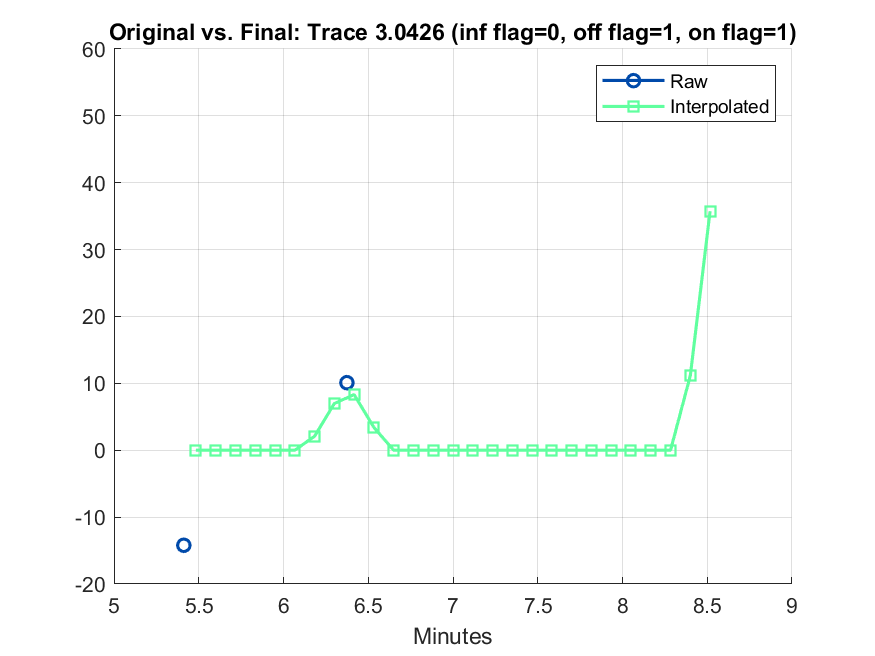 Original vs. Final: Trace 3.0426 (inf flag=0, off flag=1, on flag=1)
60
50
40
30
20
10
0
-10
-20
Raw
Interpolated
5 5.5 6 6.5 7 7.5 8 8.5 9
Minutes